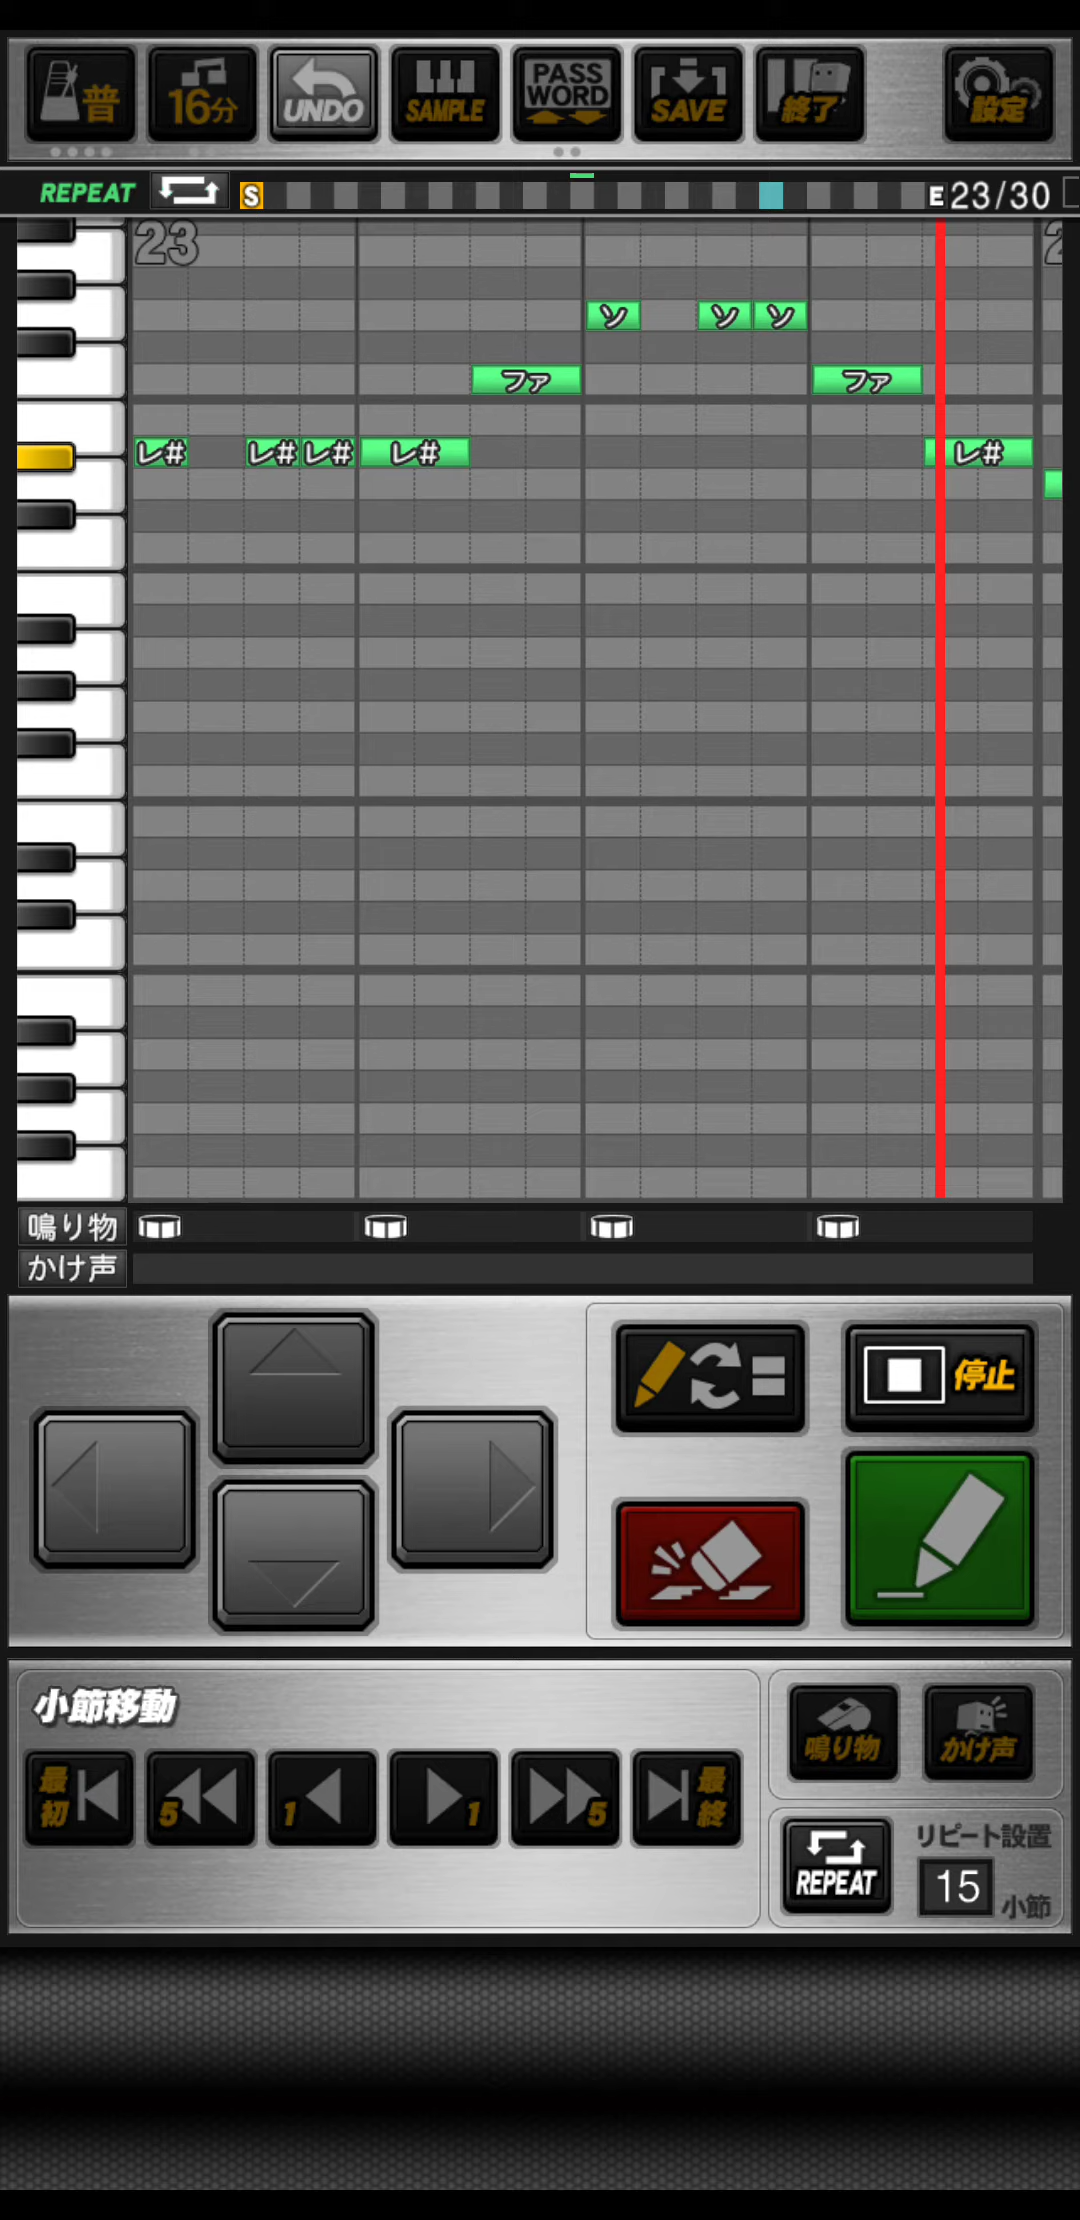 普 16分 UNDO SAMPLE PASS WORD SAVE 終了 設定
REPEAT S E 23/30
23 2
ソ ソ ソ
ファ ファ
レ# レ# レ# レ# レ#
鳴り物
かけ声
停止
小節移動
最初 5 1 1 5 最終
鳴り物 かけ声
REPEAT リピート設置
15 小節